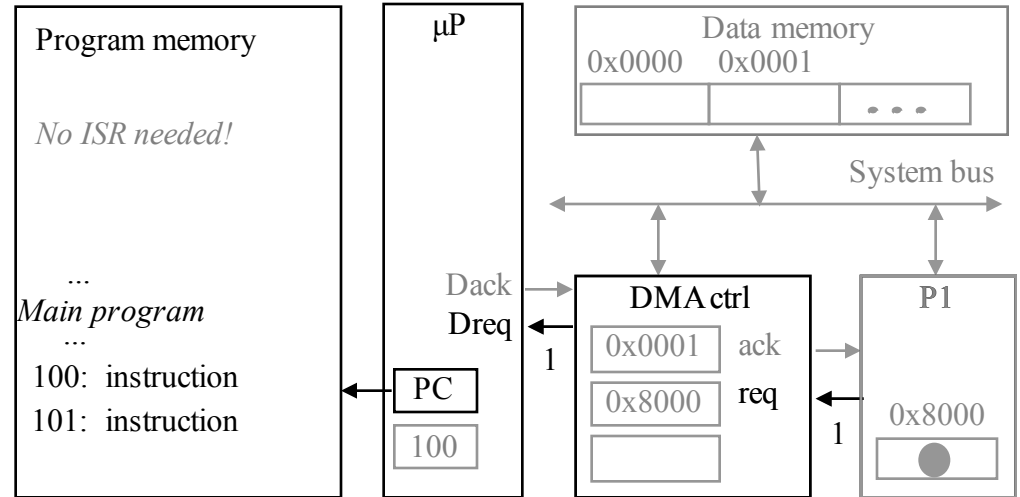 Program memory
No ISR needed!
...
Main program
...
100: instruction
101: instruction
μP
Dack
Dreq
PC
100
Data memory
0x0000 0x0001
...
System bus
DMA ctrl
0x0001 ack
0x8000 req
1
1
P1
0x8000